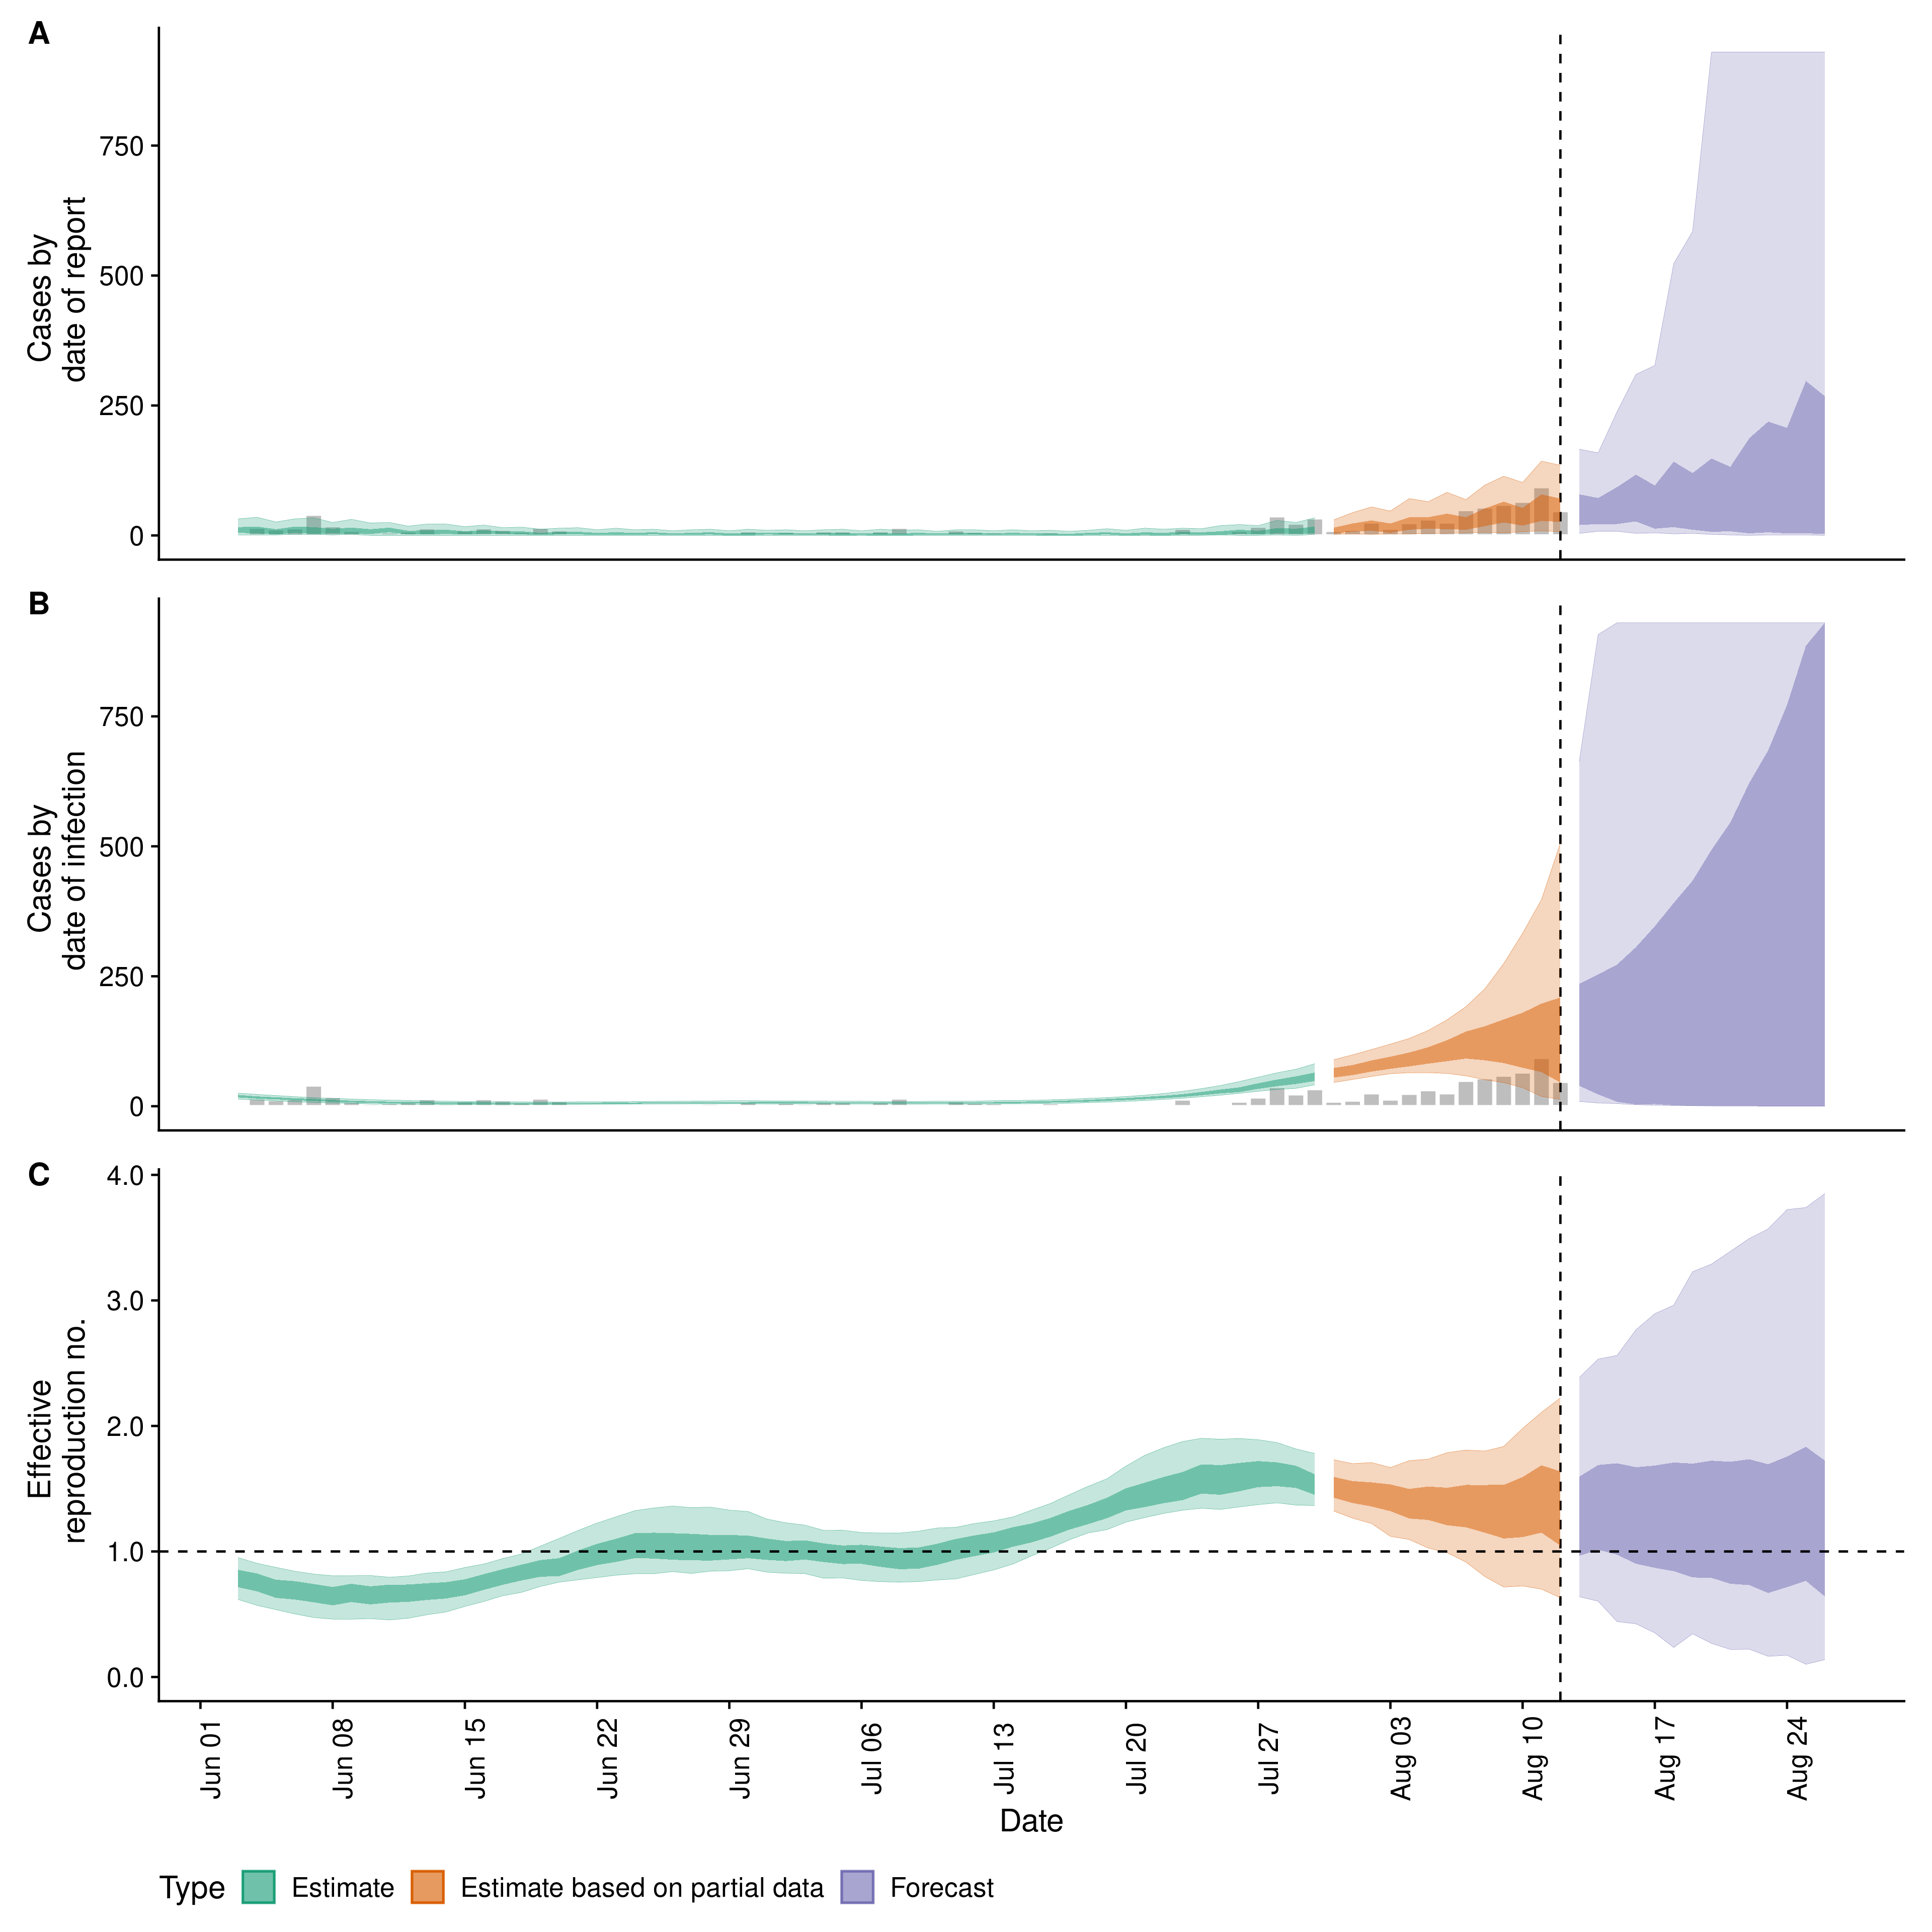 A
Cases by
date of report
750
500
250
0
B
Cases by
date of infection
750
500
250
0
C
Effective
reproduction no.
4.0
3.0
2.0
1.0
0.0
Jun 01
Jun 08
Jun 15
Jun 22
Jun 29
Jul 06
Jul 13
Jul 20
Jul 27
Aug 03
Aug 10
Aug 17
Aug 24
Date
Type Estimate Estimate based on partial data Forecast